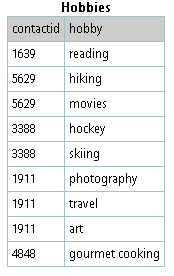 Hobbies
contactid hobby
1639 reading
5629 hiking
5629 movies
3388 hockey
3388 skiing
1911 photography
1911 travel
1911 art
4848 gourmet cooking